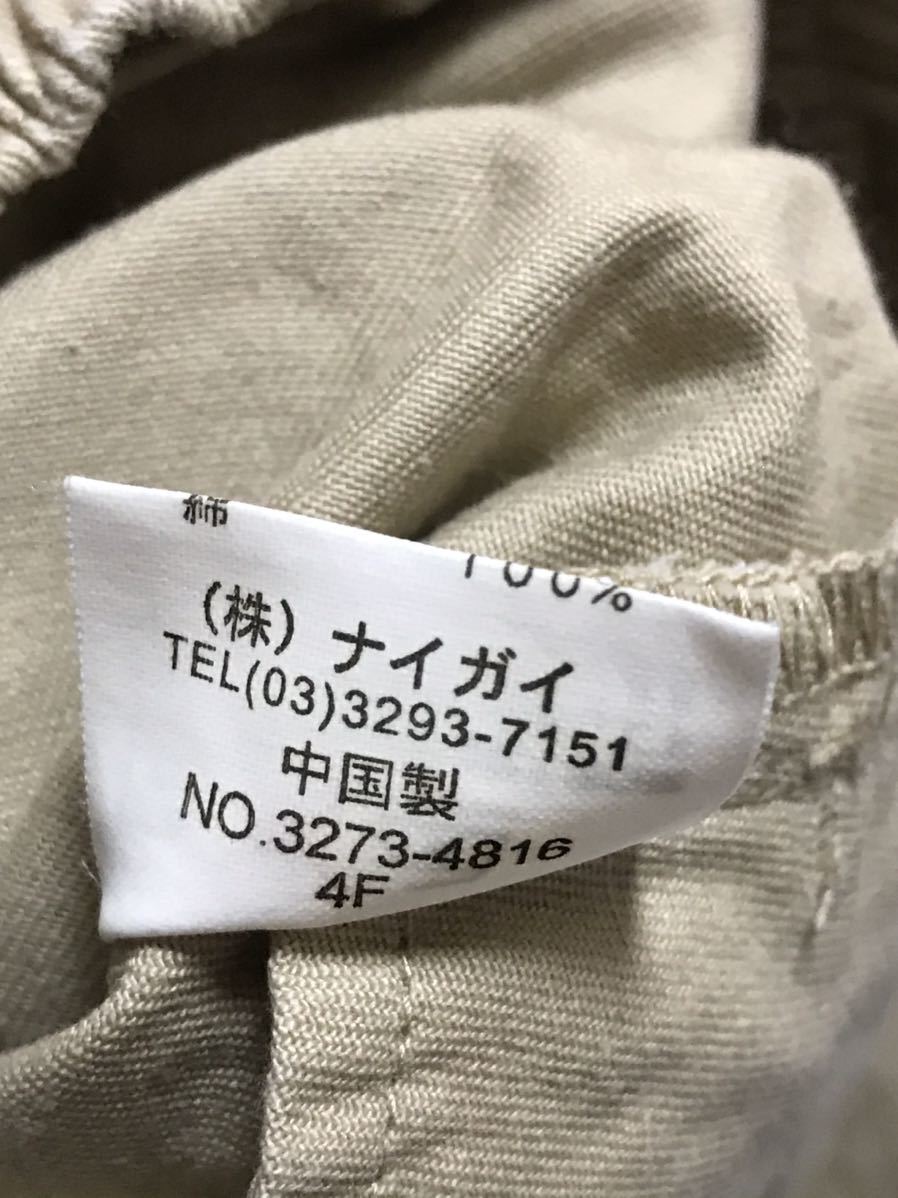 綿 100%
(株) ナイガイ
TEL(03)3293-7151
中国製
NO.3273-4816
4F